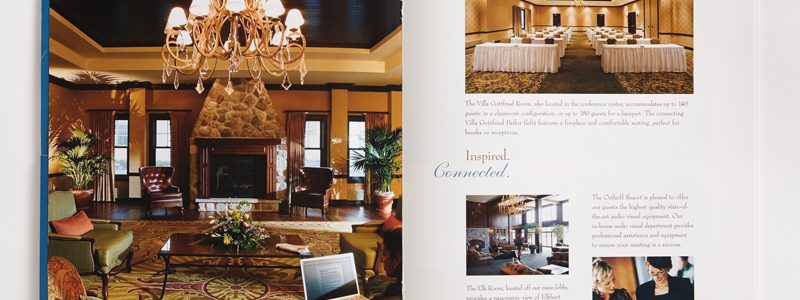 The Villa Gottfried Room, also located in the conference center, accommodates up to 140
guests in a classroom configuration, or up to 180 guests for a banquet. The connecting
Villa Gottfried Parlor (left) features a fireplace and comfortable seating, perfect for
breaks or receptions.
Inspired.
Connected.
The Osthoff Resort is pleased to offer
our guests the highest quality state-of-
the-art audio visual equipment. Our
in-house audio visual department provides
professional assistance and equipment
to ensure your meeting is a success.
The Elk Room, located off our main lobby,
provides a panoramic view of Elkhart